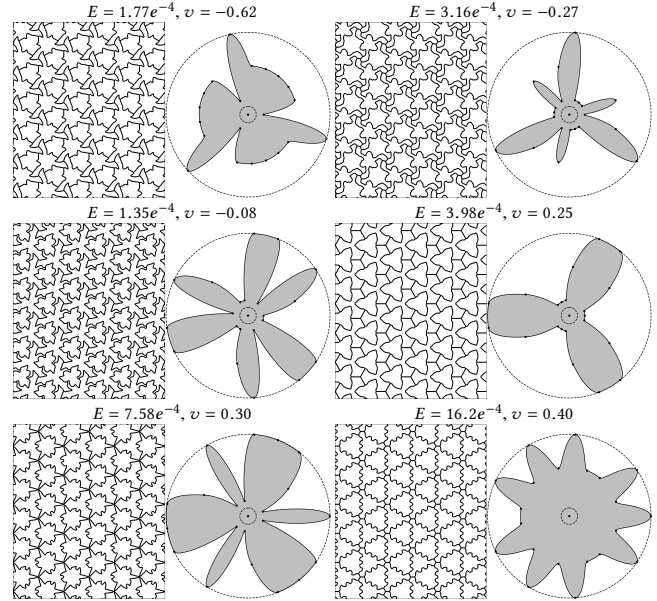 E = 1.77e⁻⁴, υ = −0.62
E = 3.16e⁻⁴, υ = −0.27
E = 1.35e⁻⁴, υ = −0.08
E = 3.98e⁻⁴, υ = 0.25
E = 7.58e⁻⁴, υ = 0.30
E = 16.2e⁻⁴, υ = 0.40